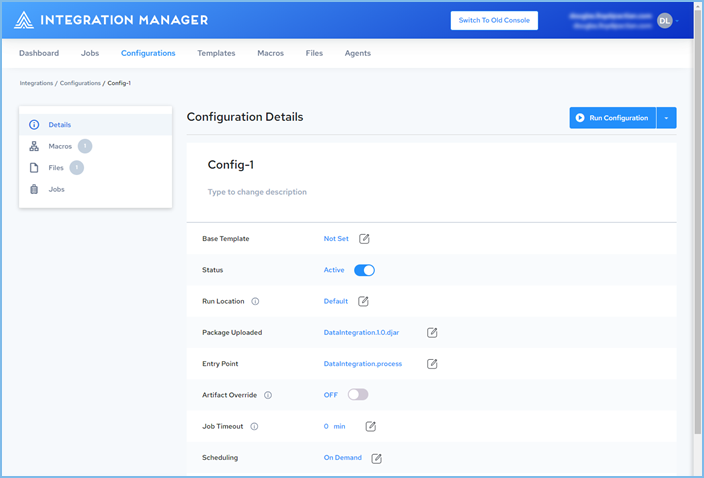 INTEGRATION MANAGER
Switch To Old Console
DL
Dashboard Jobs Configurations Templates Macros Files Agents
Integrations / Configurations / Config-1
Details
Macros 1
Files 1
Jobs
Configuration Details
Run Configuration
Config-1
Type to change description
Base Template Not Set
Status Active
Run Location Default
Package Uploaded DataIntegration.1.0.djar
Entry Point DataIntegration.process
Artifact Override OFF
Job Timeout 0 min
Scheduling On Demand